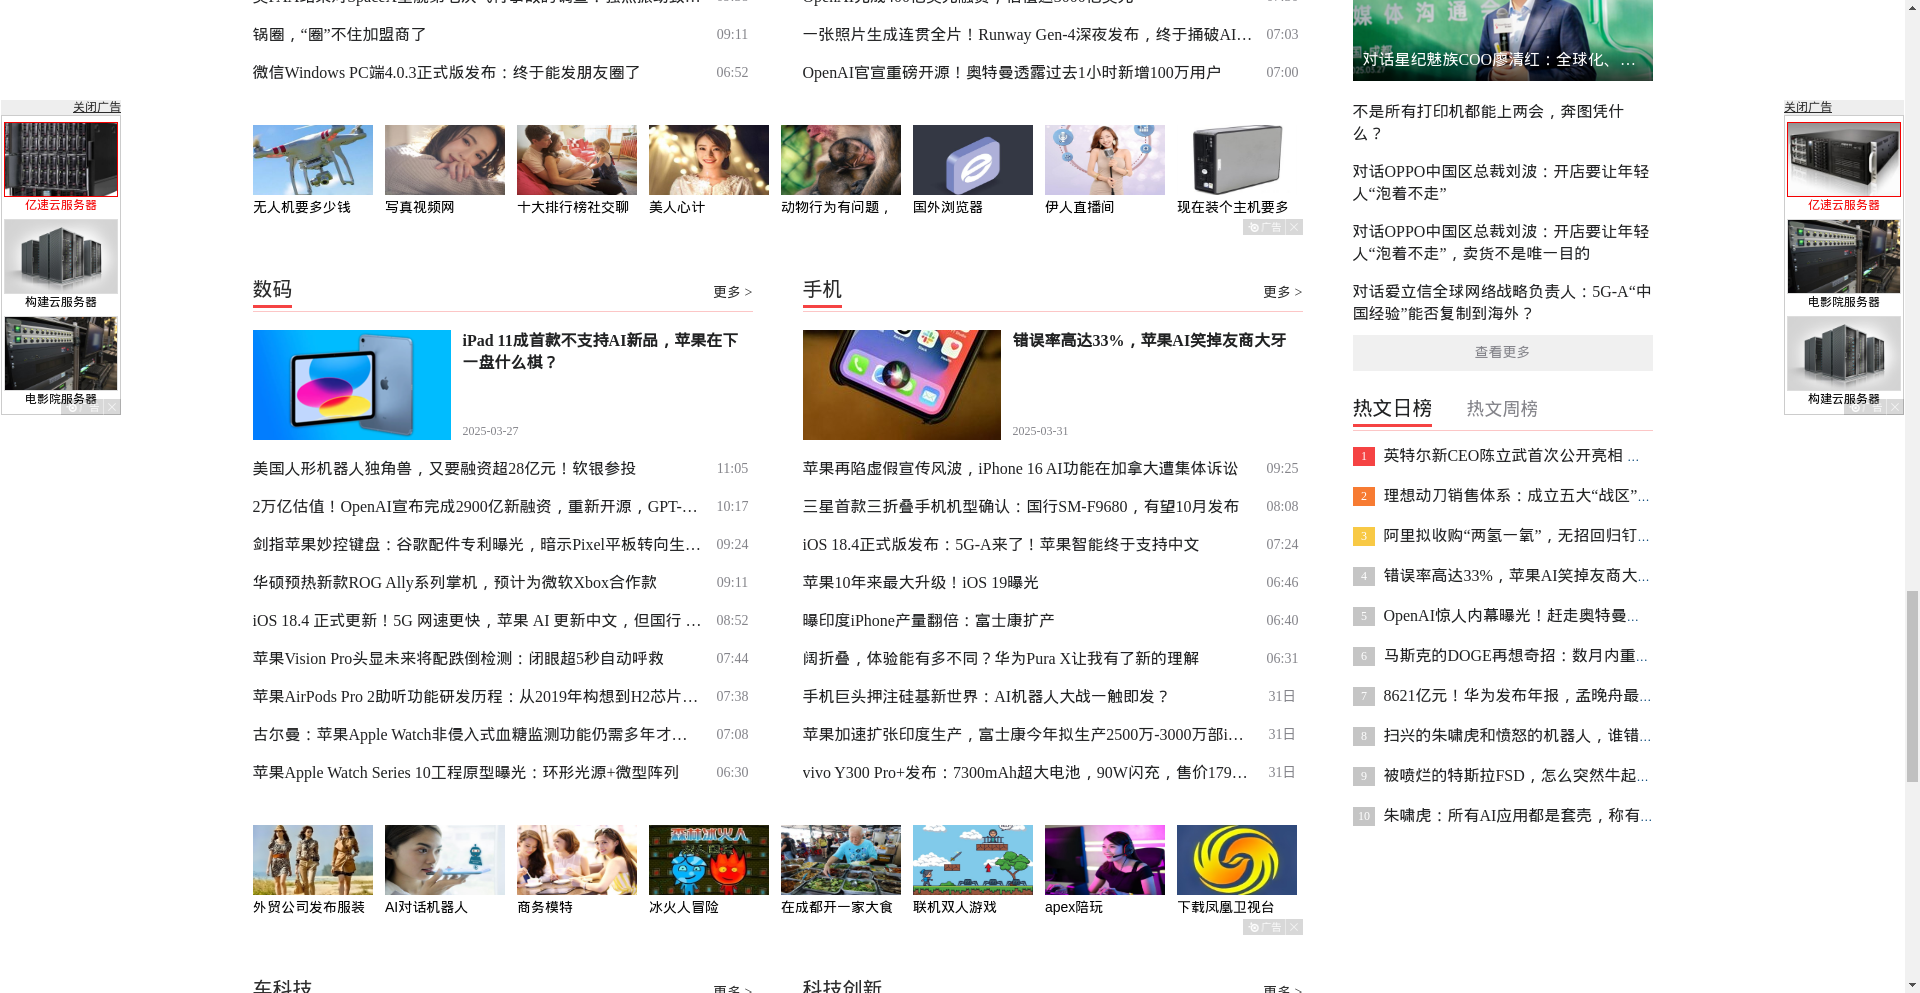 锅圈，“圈”不住加盟商了 09:11
微信Windows PC端4.0.3正式版发布：终于能发朋友圈了 06:52
一张照片生成连贯全片！Runway Gen-4深夜发布，终于捅破AI… 07:03
OpenAI官宣重磅开源！奥特曼透露过去1小时新增100万用户 07:00
对话星纪魅族COO廖清红：全球化、…
关闭广告
亿速云服务器
构建云服务器
电影院服务器
广告
无人机要多少钱
写真视频网
十大排行榜社交聊
美人心计
动物行为有问题，
国外浏览器
伊人直播间
现在装个主机要多
广告
数码
更多 >
iPad 11成首款不支持AI新品，苹果在下
一盘什么棋？
2025-03-27
美国人形机器人独角兽，又要融资超28亿元！软银参投 11:05
2万亿估值！OpenAI宣布完成2900亿新融资，重新开源，GPT-… 10:17
剑指苹果妙控键盘：谷歌配件专利曝光，暗示Pixel平板转向生… 09:24
华硕预热新款ROG Ally系列掌机，预计为微软Xbox合作款 09:11
iOS 18.4 正式更新！5G 网速更快，苹果 AI 更新中文，但国行 … 08:52
苹果Vision Pro头显未来将配跌倒检测：闭眼超5秒自动呼救 07:44
苹果AirPods Pro 2助听功能研发历程：从2019年构想到H2芯片… 07:38
古尔曼：苹果Apple Watch非侵入式血糖监测功能仍需多年才… 07:08
苹果Apple Watch Series 10工程原型曝光：环形光源+微型阵列 06:30
手机
更多 >
错误率高达33%，苹果AI笑掉友商大牙
2025-03-31
苹果再陷虚假宣传风波，iPhone 16 AI功能在加拿大遭集体诉讼 09:25
三星首款三折叠手机机型确认：国行SM-F9680，有望10月发布 08:08
iOS 18.4正式版发布：5G-A来了！苹果智能终于支持中文 07:24
苹果10年来最大升级！iOS 19曝光 06:46
曝印度iPhone产量翻倍：富士康扩产 06:40
阔折叠，体验能有多不同？华为Pura X让我有了新的理解 06:31
手机巨头押注硅基新世界：AI机器人大战一触即发？ 31日
苹果加速扩张印度生产，富士康今年拟生产2500万-3000万部i… 31日
vivo Y300 Pro+发布：7300mAh超大电池，90W闪充，售价179… 31日
外贸公司发布服装
AI对话机器人
商务模特
冰火人冒险
在成都开一家大食
联机双人游戏
apex陪玩
下载凤凰卫视台
广告
车科技
更多 >
科技创新
更多 >
不是所有打印机都能上两会，奔图凭什
么？
对话OPPO中国区总裁刘波：开店要让年轻
人“泡着不走”
对话OPPO中国区总裁刘波：开店要让年轻
人“泡着不走”，卖货不是唯一目的
对话爱立信全球网络战略负责人：5G-A“中
国经验”能否复制到海外？
查看更多
热文日榜
热文周榜
1 英特尔新CEO陈立武首次公开亮相 ...
2 理想动刀销售体系：成立五大“战区”...
3 阿里拟收购“两氢一氧”，无招回归钉...
4 错误率高达33%，苹果AI笑掉友商大...
5 OpenAI惊人内幕曝光！赶走奥特曼...
6 马斯克的DOGE再想奇招：数月内重...
7 8621亿元！华为发布年报，孟晚舟最...
8 扫兴的朱啸虎和愤怒的机器人，谁错...
9 被喷烂的特斯拉FSD，怎么突然牛起...
10 朱啸虎：所有AI应用都是套壳，称有...
关闭广告
亿速云服务器
电影院服务器
构建云服务器
广告